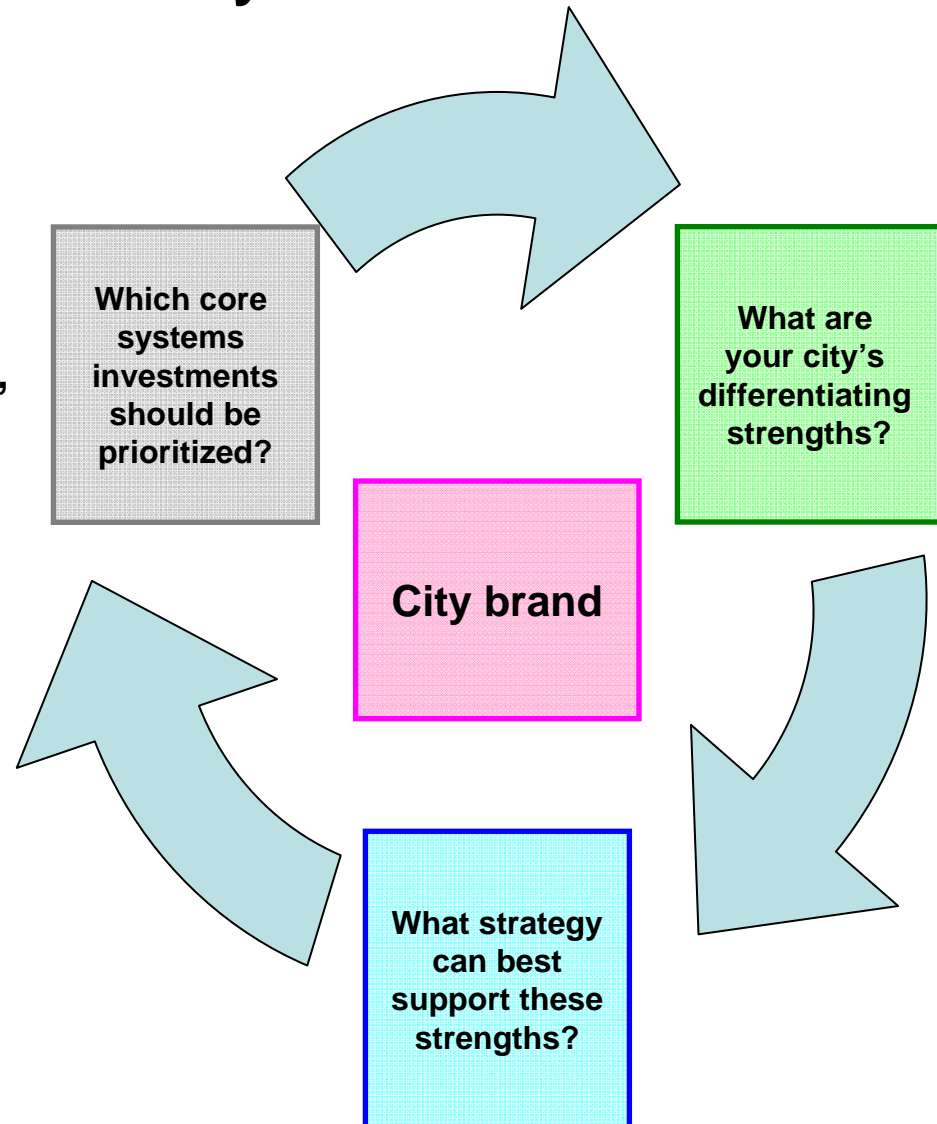 Which core
systems
investments
should be
prioritized?
What are
your city’s
differentiating
strengths?
City brand
What strategy
can best
support these
strengths?